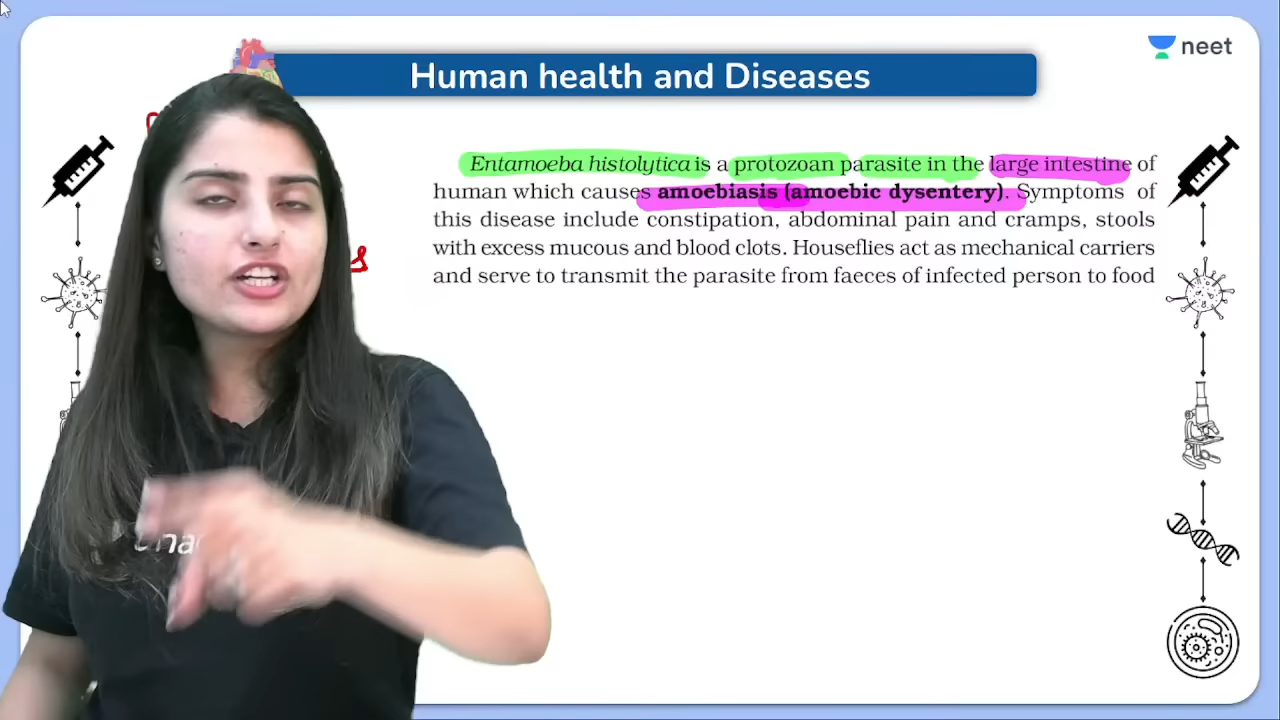 neet
Human health and Diseases
Entamoeba histolytica is a protozoan parasite in the large intestine of
human which causes amoebiasis (amoebic dysentery). Symptoms of
this disease include constipation, abdominal pain and cramps, stools
with excess mucous and blood clots. Houseflies act as mechanical carriers
and serve to transmit the parasite from faeces of infected person to food